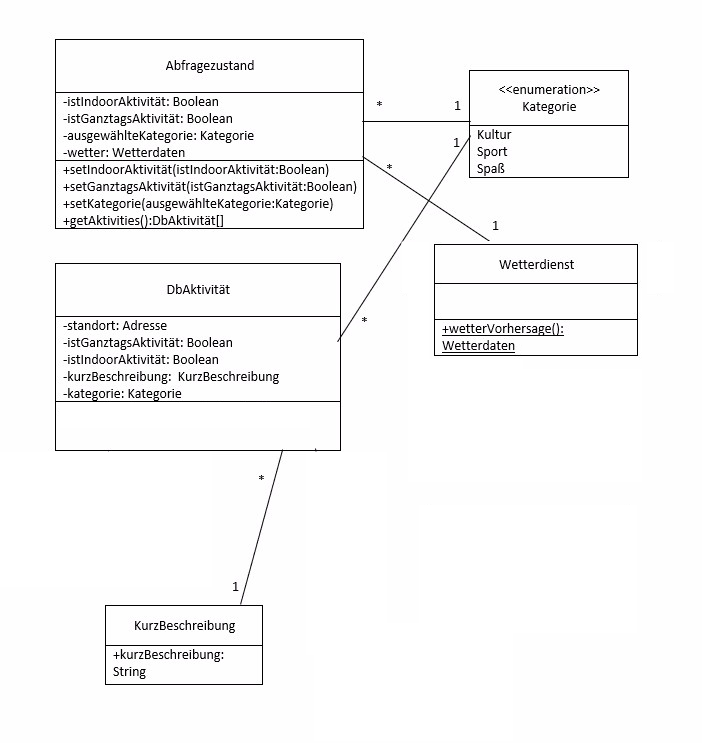 Abfragezustand
-istIndoorAktivität: Boolean
-istGanztagsAktivität: Boolean
-ausgewählteKategorie: Kategorie
-wetter: Wetterdaten
+setIndoorAktivität(istIndoorAktivität:Boolean)
+setGanztagsAktivität(istGanztagsAktivität:Boolean)
+setKategorie(ausgewählteKategorie:Kategorie)
+getAktivities():DbAktivität[]
* 1
<<enumeration>>
Kategorie
Kultur
Sport
Spaß
1
*
1
Wetterdienst
+wetterVorhersage():
Wetterdaten
DbAktivität
-standort: Adresse
-istGanztagsAktivität: Boolean
-istIndoorAktivität: Boolean
-kurzBeschreibung: KurzBeschreibung
-kategorie: Kategorie
*
*
1
KurzBeschreibung
+kurzBeschreibung:
String